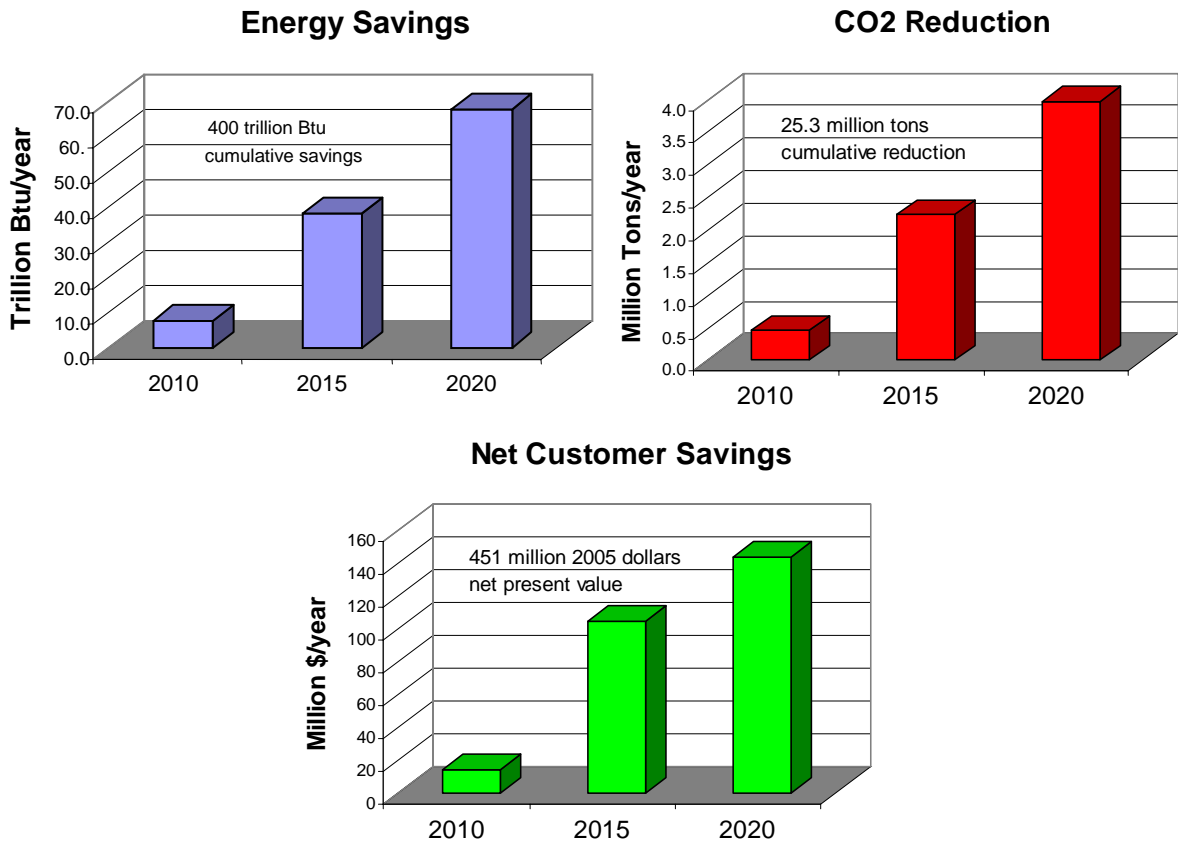 Energy Savings
Trillion Btu/year
70.0
60.
50.0
40.0
30.0
20.0
10.0
0.0
400 trillion Btu
cumulative savings
2010 2015 2020
CO2 Reduction
Million Tons/year
4.0
3.5
3.0
2.5
2.0
1.5
1.0
0.5
0.0
25.3 million tons
cumulative reduction
2010 2015 2020
Net Customer Savings
Million $/year
160
140
120
100
80
60
40
20
0
451 million 2005 dollars
net present value
2010 2015 2020